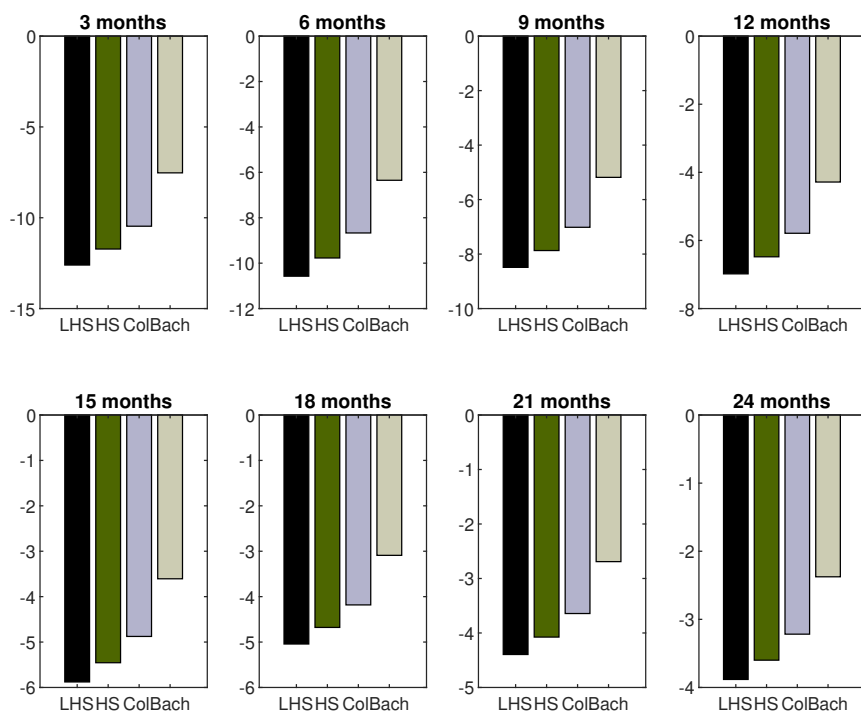 3 months
0
-5
-10
-15
LHS HS Col Bach
6 months
0
-2
-4
-6
-8
-10
-12
LHS HS Col Bach
9 months
0
-2
-4
-6
-8
-10
LHS HS Col Bach
12 months
0
-2
-4
-6
-8
LHS HS Col Bach
15 months
0
-1
-2
-3
-4
-5
-6
LHS HS Col Bach
18 months
0
-1
-2
-3
-4
-5
-6
LHS HS Col Bach
21 months
0
-1
-2
-3
-4
-5
LHS HS Col Bach
24 months
0
-1
-2
-3
-4
LHS HS Col Bach